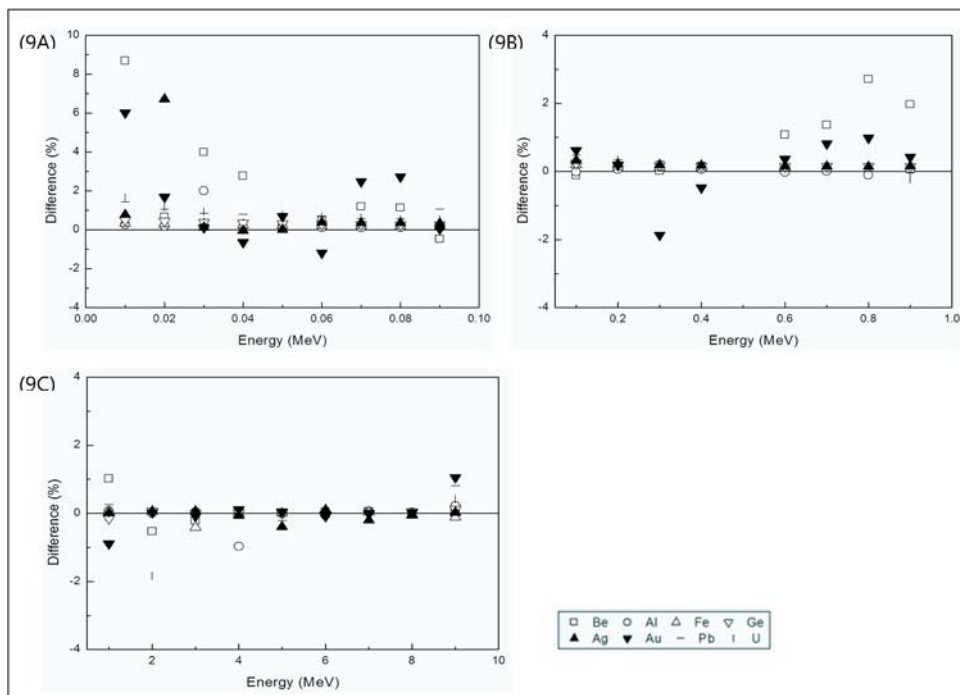 (9A)
10
8
6
4
2
0
-2
-4
Difference (%)
0.00 0.02 0.04 0.06 0.08 0.10
Energy (MeV)
(9B)
4
2
0
-2
-4
Difference (%)
0.2 0.4 0.6 0.8 1.0
Energy (MeV)
(9C)
4
2
0
-2
-4
Difference (%)
2 4 6 8 10
Energy (MeV)
Be Al Fe Ge
Ag Au Pb U